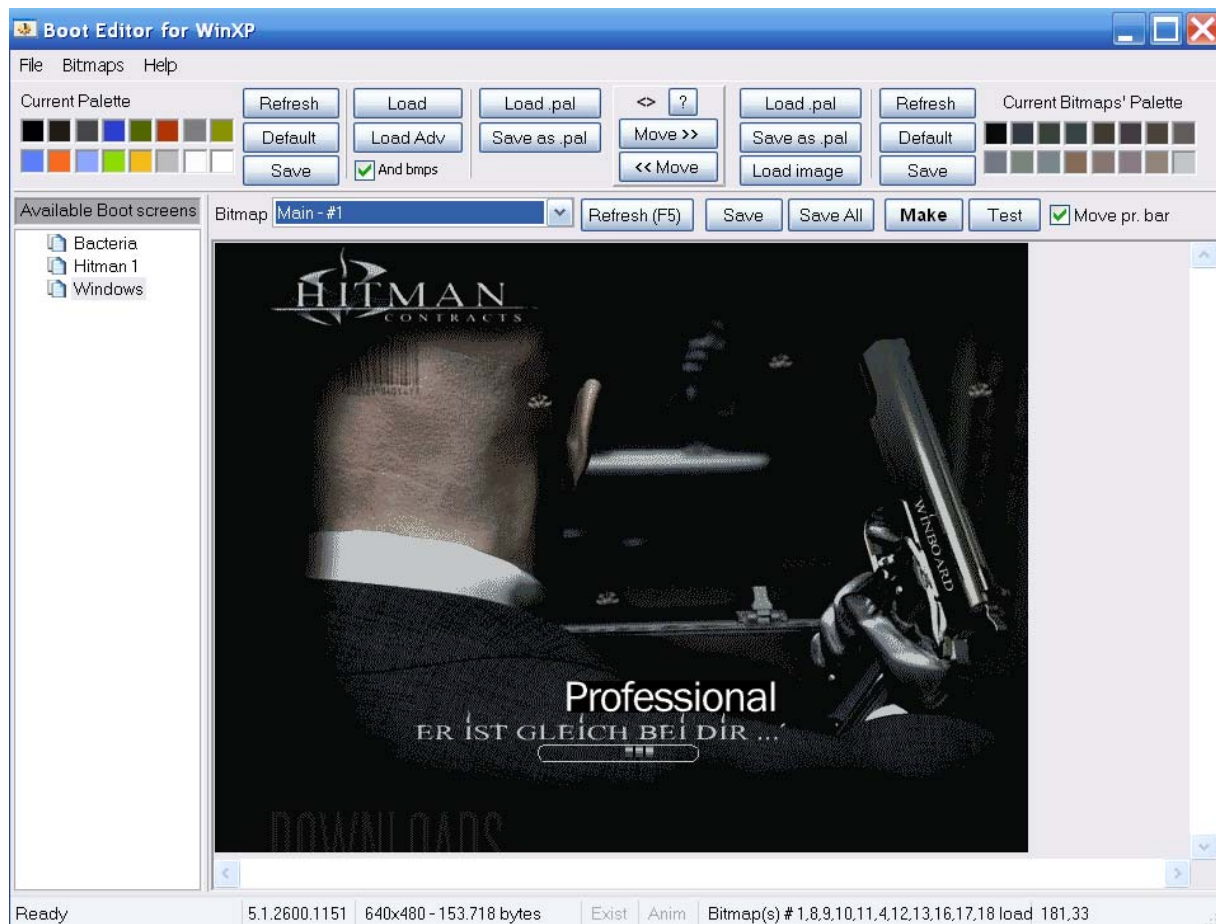 Boot Editor for WinXP
File Bitmaps Help
Current Palette
Refresh Load Load .pal <> ? Load .pal Refresh
Current Bitmaps' Palette
Default Load Adv Save as .pal Move >> Save as .pal Default
Save And bmps << Move Load image Save
Available Boot screens
Bitmap Main - #1 Refresh (F5) Save Save All Make Test Move pr. bar
Bacteria
Hitman 1
Windows
HITMAN
CONTRACTS
WINBOARD
Professional
ER IST GLEICH BEI DIR ...
DOWNLOADS
Ready 5.1.2600.1151 640x480 - 153.718 bytes Exist Anim Bitmap(s) # 1,8,9,10,11,4,12,13,16,17,18 load 181,33